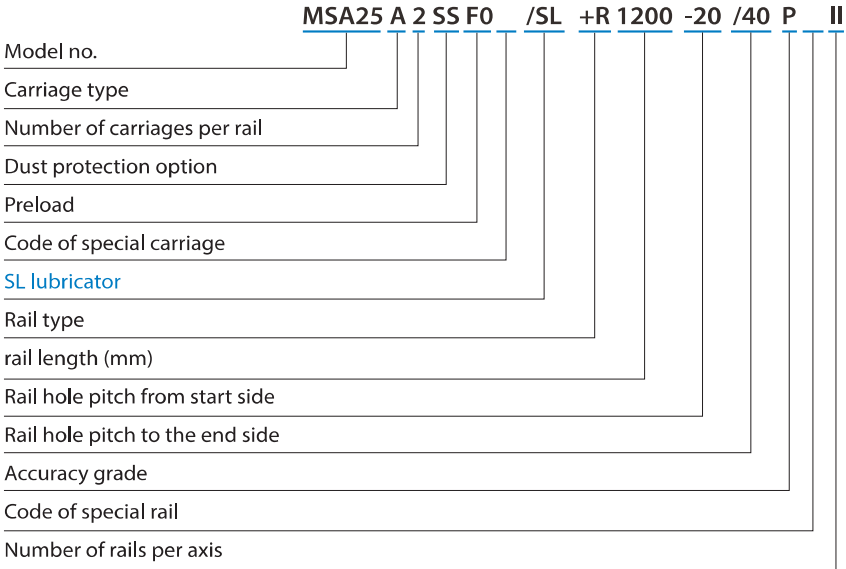 MSA25 A 2 SS F0 /SL +R 1200 -20 /40 P II
Model no.
Carriage type
Number of carriages per rail
Dust protection option
Preload
Code of special carriage
SL lubricator
Rail type
rail length (mm)
Rail hole pitch from start side
Rail hole pitch to the end side
Accuracy grade
Code of special rail
Number of rails per axis